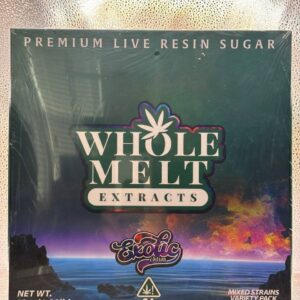 PREMIUM LIVE RESIN SUGAR
WHOLE
MELT
EXTRACTS
Exotic
NET WT.
MIXED STRAINS
VARIETY PACK